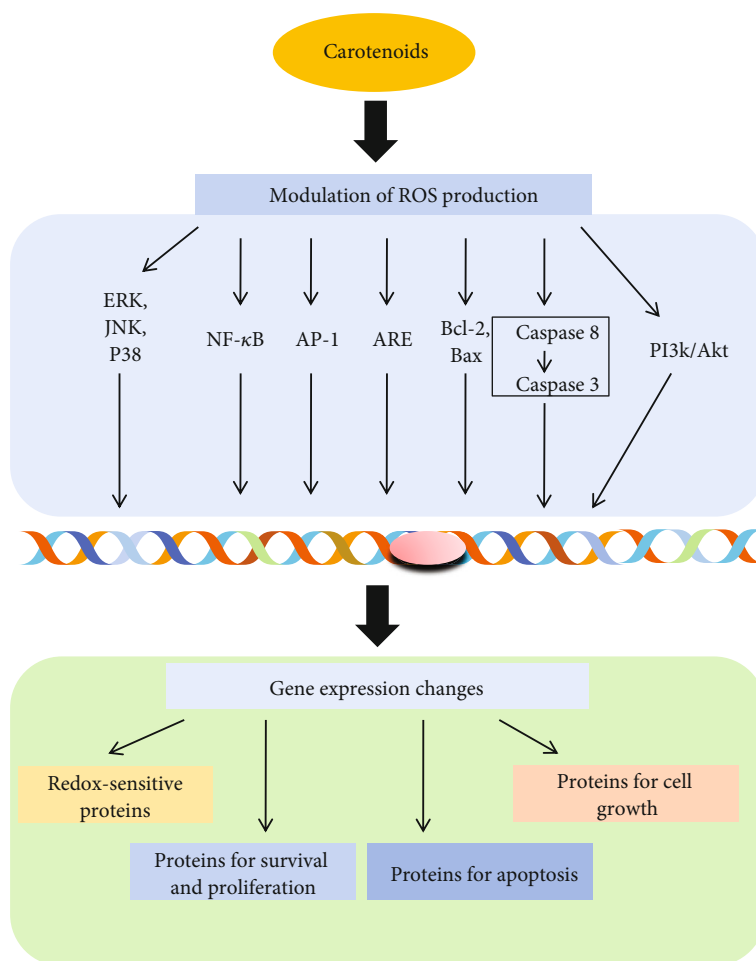 Carotenoids
Modulation of ROS production
ERK,
JNK,
P38
NF-κB
AP-1
ARE
Bcl-2,
Bax
Caspase 8
Caspase 3
PI3k/Akt
Gene expression changes
Redox-sensitive
proteins
Proteins for cell
growth
Proteins for survival
and proliferation
Proteins for apoptosis